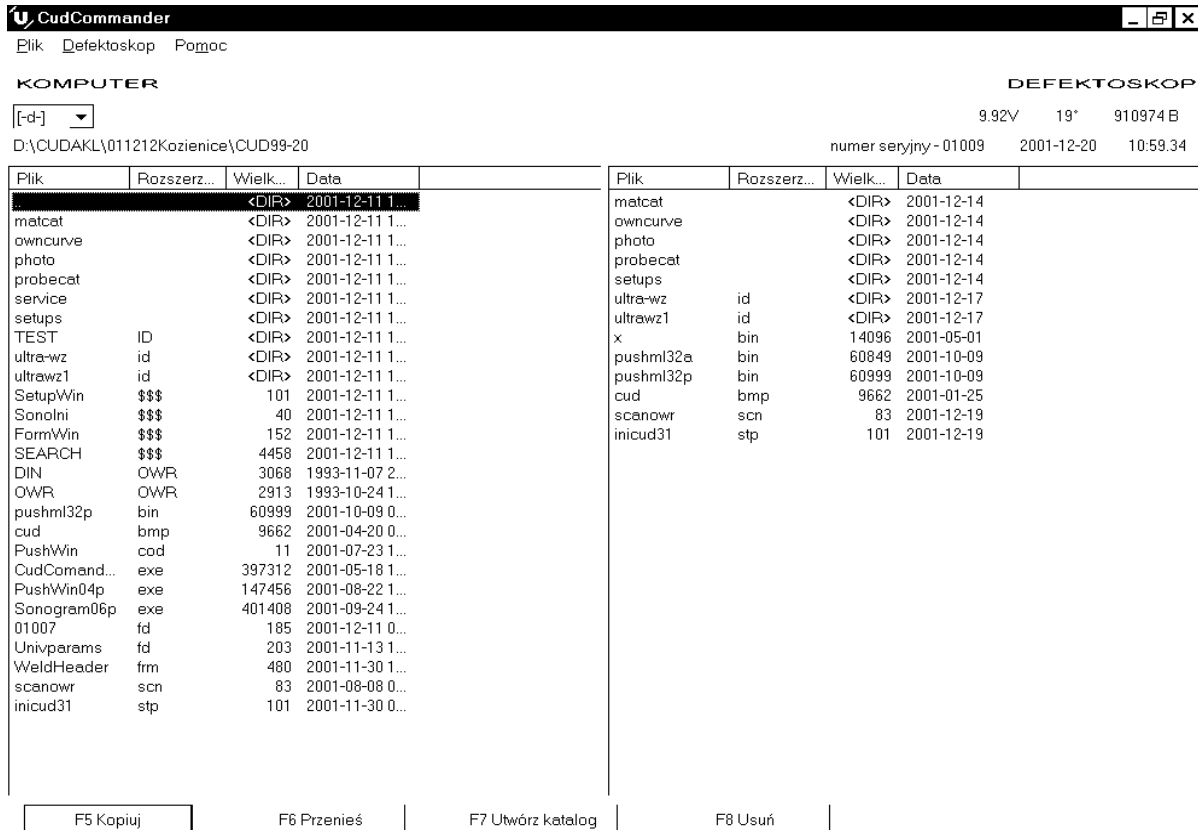 CudCommander
Plik Defektoskop Pomoc
KOMPUTER DEFEKTOSKOP
[-d-] 9.92V 19° 910974 B
D:\CUDAKL\011212Kozienice\CUD99-20 numer seryjny - 01009 2001-12-20 10:59.34
Plik Rozszerz... Wielk... Data
.. <DIR> 2001-12-11 1...
matcat <DIR> 2001-12-11 1...
owncurve <DIR> 2001-12-11 1...
photo <DIR> 2001-12-11 1...
probecat <DIR> 2001-12-11 1...
service <DIR> 2001-12-11 1...
setups <DIR> 2001-12-11 1...
TEST ID <DIR> 2001-12-11 1...
ultra-wz id <DIR> 2001-12-11 1...
ultrawz1 id <DIR> 2001-12-11 1...
SetupWin $$$ 101 2001-12-11 1...
SonoIni $$$ 40 2001-12-11 1...
FormWin $$$ 152 2001-12-11 1...
SEARCH $$$ 4458 2001-12-11 1...
DIN OWR 3068 1993-11-07 2...
OWR OWR 2913 1993-10-24 1...
pushml32p bin 60999 2001-10-09 0...
cud bmp 9662 2001-04-20 0...
PushWin cod 11 2001-07-23 1...
CudComand... exe 397312 2001-05-18 1...
PushWin04p exe 147456 2001-08-22 1...
Sonogram06p exe 401408 2001-09-24 1...
01007 fd 185 2001-12-11 0...
Univparams fd 203 2001-11-13 1...
WeldHeader frm 480 2001-11-30 1...
scanowr scn 83 2001-08-08 0...
inicud31 stp 101 2001-11-30 0...
Plik Rozszerz... Wielk... Data
matcat <DIR> 2001-12-14
owncurve <DIR> 2001-12-14
photo <DIR> 2001-12-14
probecat <DIR> 2001-12-14
setups <DIR> 2001-12-14
ultra-wz id <DIR> 2001-12-17
ultrawz1 id <DIR> 2001-12-17
x bin 14096 2001-05-01
pushml32a bin 60849 2001-10-09
pushml32p bin 60999 2001-10-09
cud bmp 9662 2001-01-25
scanowr scn 83 2001-12-19
inicud31 stp 101 2001-12-19
F5 Kopiuj F6 Przenieś F7 Utwórz katalog F8 Usuń